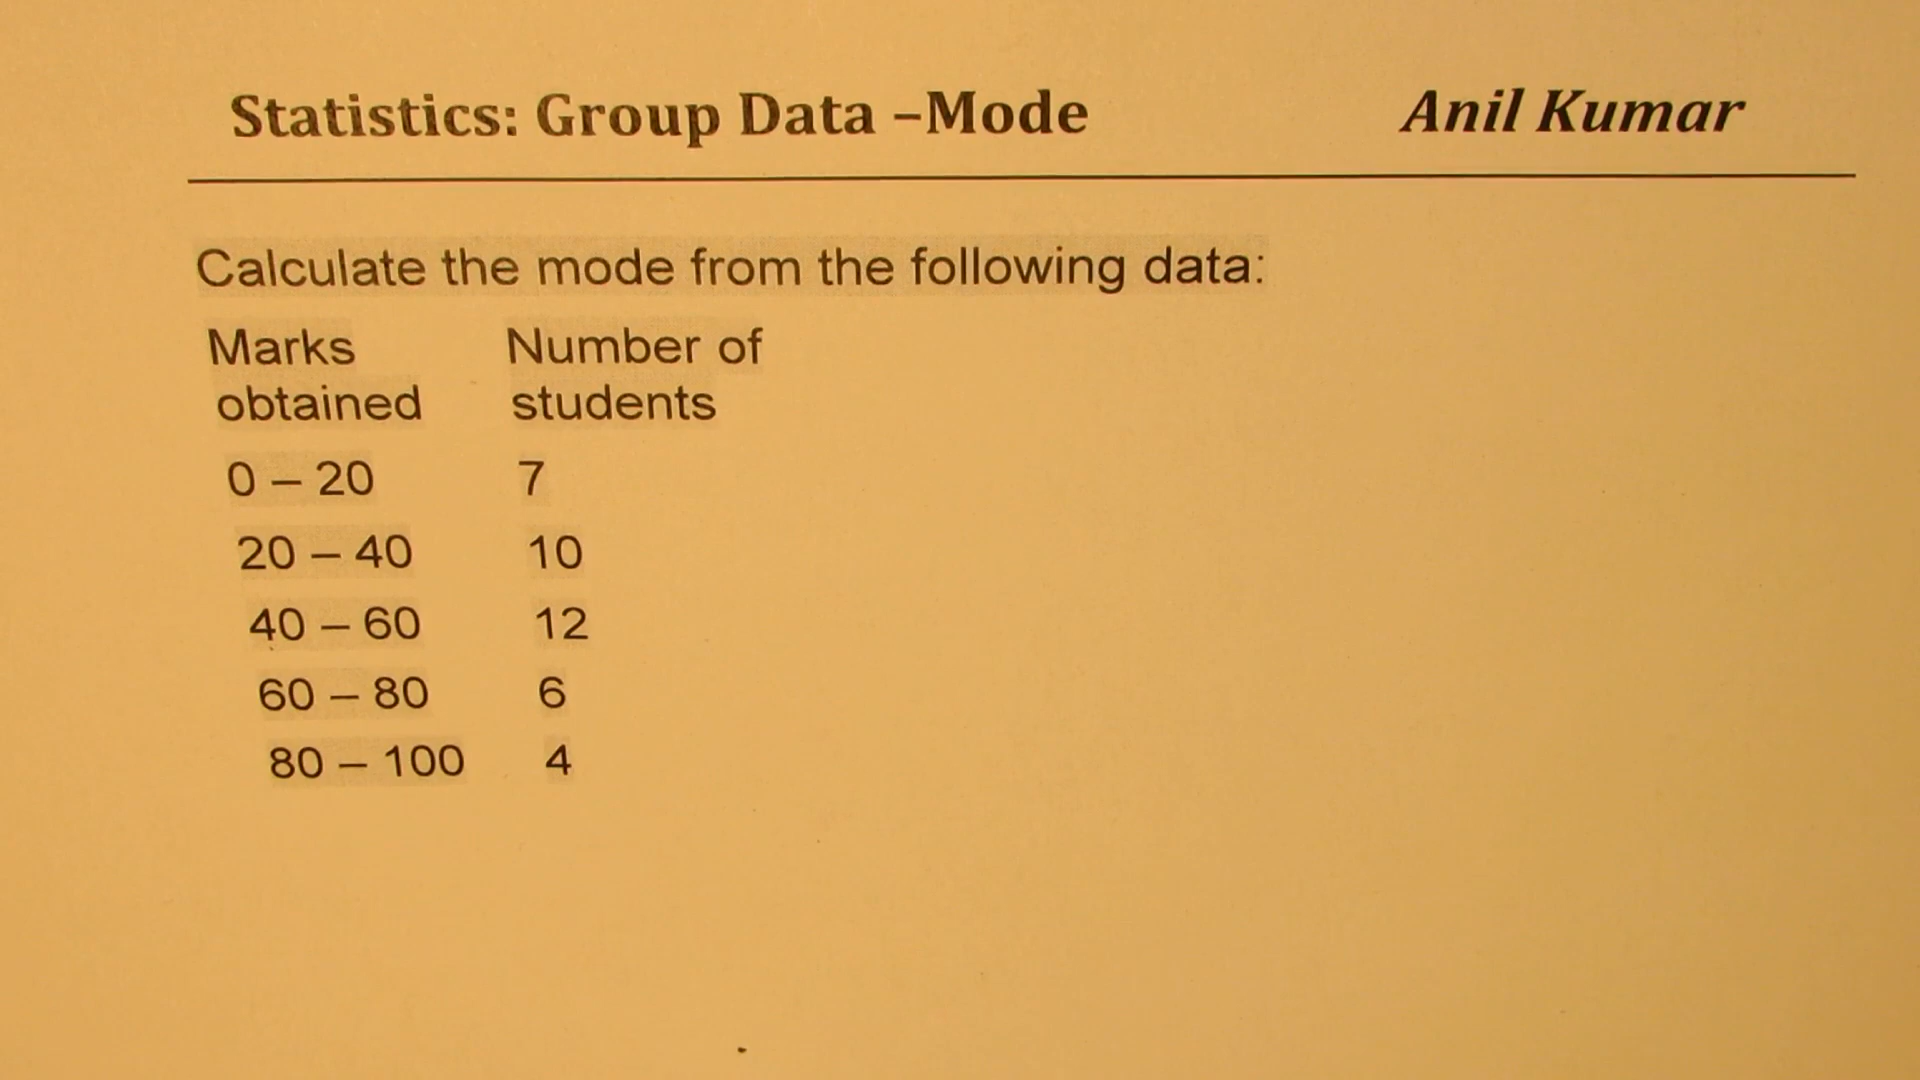 Statistics: Group Data –Mode Anil Kumar
Calculate the mode from the following data:
Marks obtained Number of students
0 – 20 7
20 – 40 10
40 – 60 12
60 – 80 6
80 – 100 4